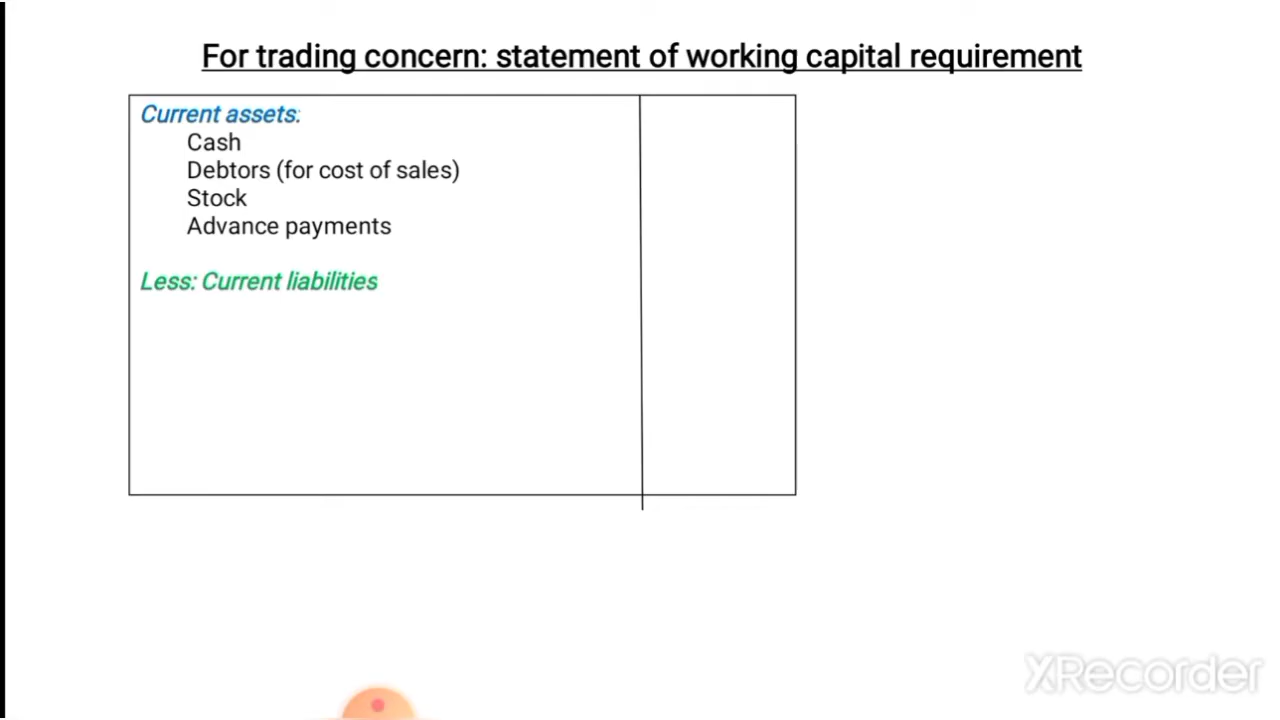 For trading concern: statement of working capital requirement
Current assets:
Cash
Debtors (for cost of sales)
Stock
Advance payments
Less: Current liabilities
XRecorder